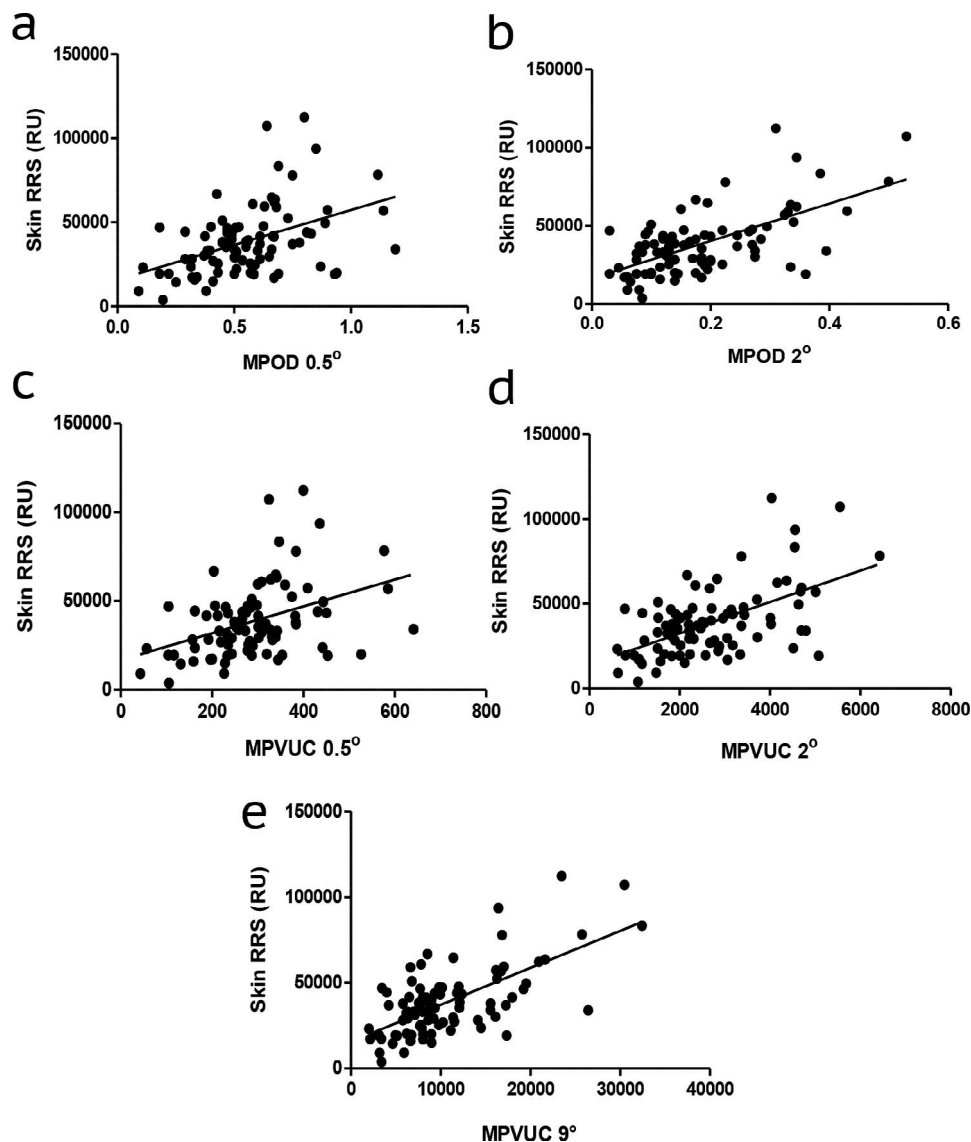 a
150000
100000
50000
0
Skin RRS (RU)
0.0 0.5 1.0 1.5
MPOD 0.5°
b
150000
100000
50000
0
Skin RRS (RU)
0.0 0.2 0.4 0.6
MPOD 2°
c
150000
100000
50000
0
Skin RRS (RU)
0 200 400 600 800
MPVUC 0.5°
d
150000
100000
50000
0
Skin RRS (RU)
0 2000 4000 6000 8000
MPVUC 2°
e
150000
100000
50000
0
Skin RRS (RU)
0 10000 20000 30000 40000
MPVUC 9°